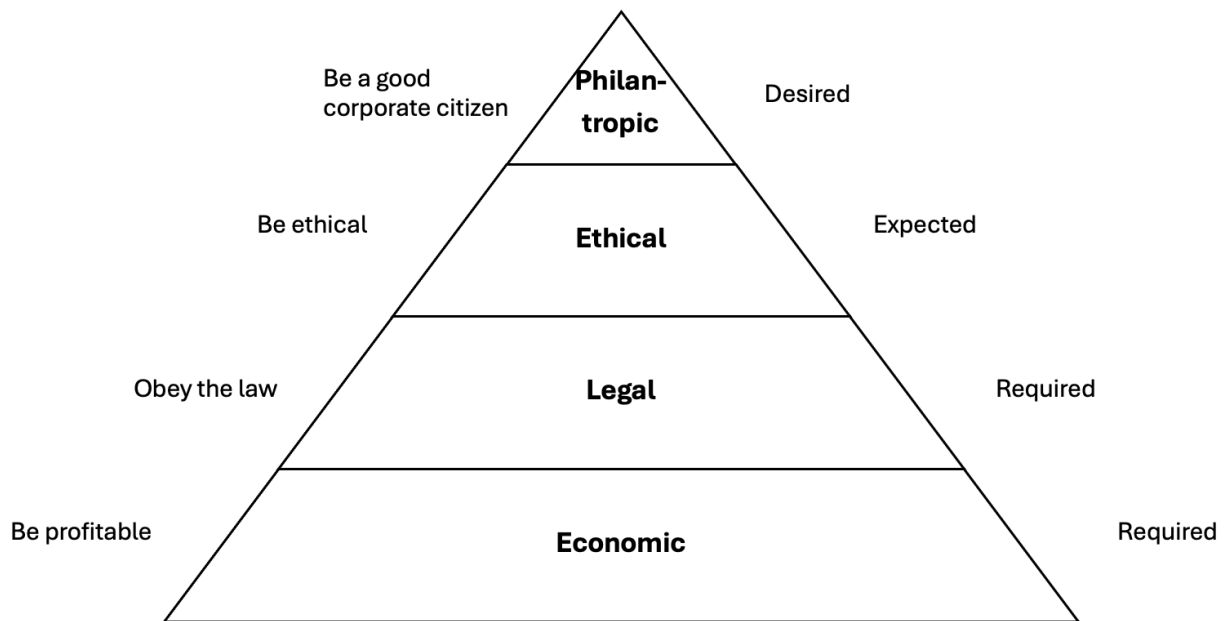 Be a good
corporate citizen
Philan-
tropic
Desired
Be ethical
Ethical
Expected
Obey the law
Legal
Required
Be profitable
Economic
Required